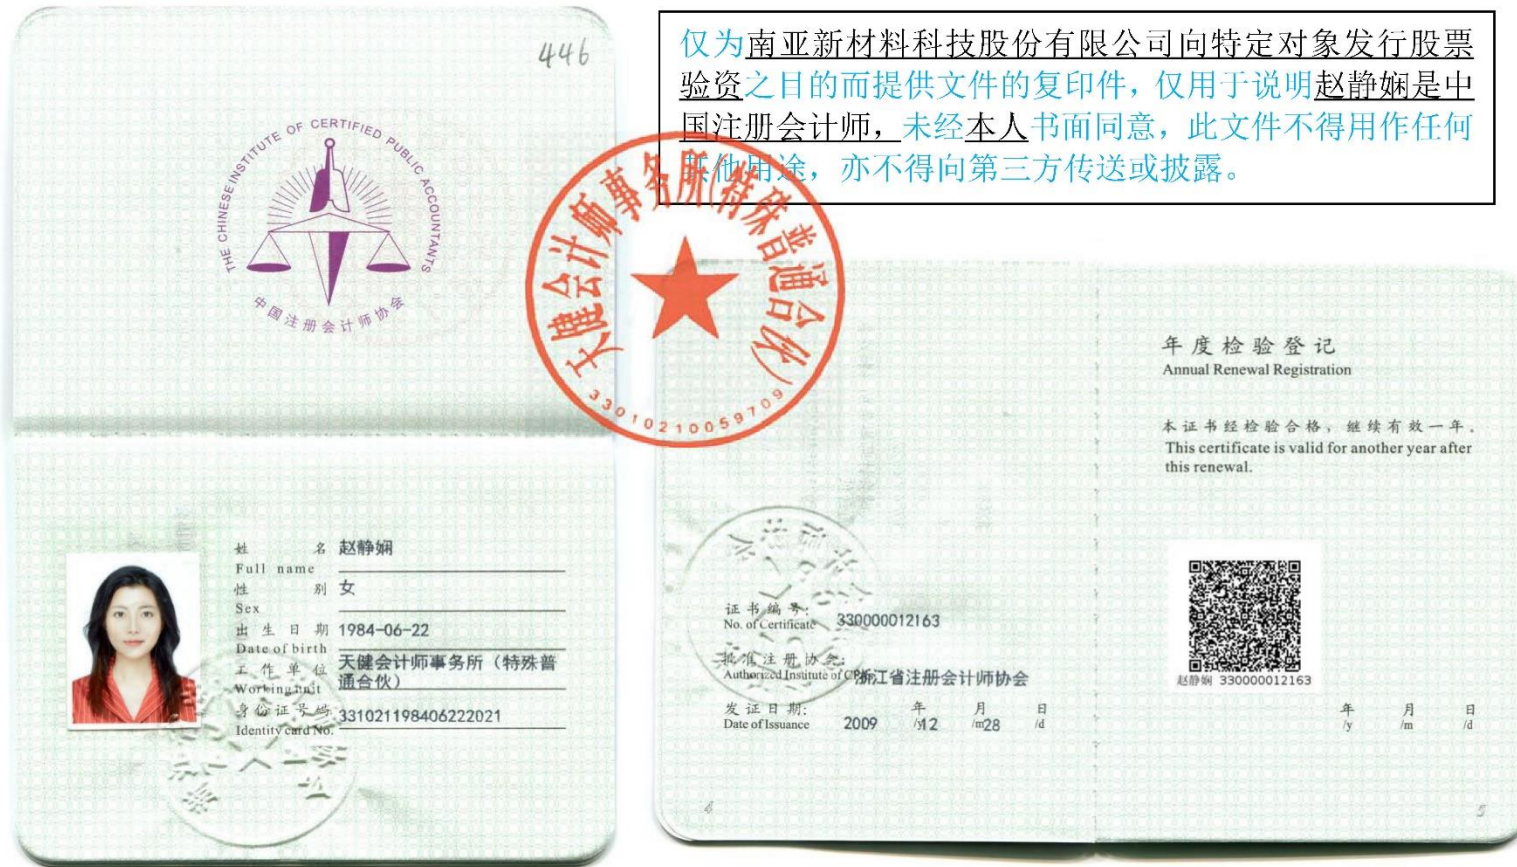 446
THE CHINESE INSTITUTE OF CERTIFIED PUBLIC ACCOUNTANTS
中国注册会计师协会
仅为南亚新材料科技股份有限公司向特定对象发行股票
验资之目的而提供文件的复印件，仅用于说明赵静娴是中
国注册会计师，未经本人书面同意，此文件不得用作任何
其他用途，亦不得向第三方传送或披露。
天健会计师事务所(特殊普通合伙)
33010210059709
姓 名 赵静娴
Full name
性 别 女
Sex
出生日期 1984-06-22
Date of birth
工作单位 天健会计师事务所（特殊普
Working unit 通合伙）
身份证号码 331021198406222021
Identity card No.
证书编号: 330000012163
No. of Certificate
批准注册协会: 浙江省注册会计师协会
Authorized Institute of CPAs
发证日期: 2009 年 12 月 28 日
Date of Issuance /y /m /d
4
年度检验登记
Annual Renewal Registration
本证书经检验合格，继续有效一年。
This certificate is valid for another year after
this renewal.
赵静娴 330000012163
年 月 日
/y /m /d
5